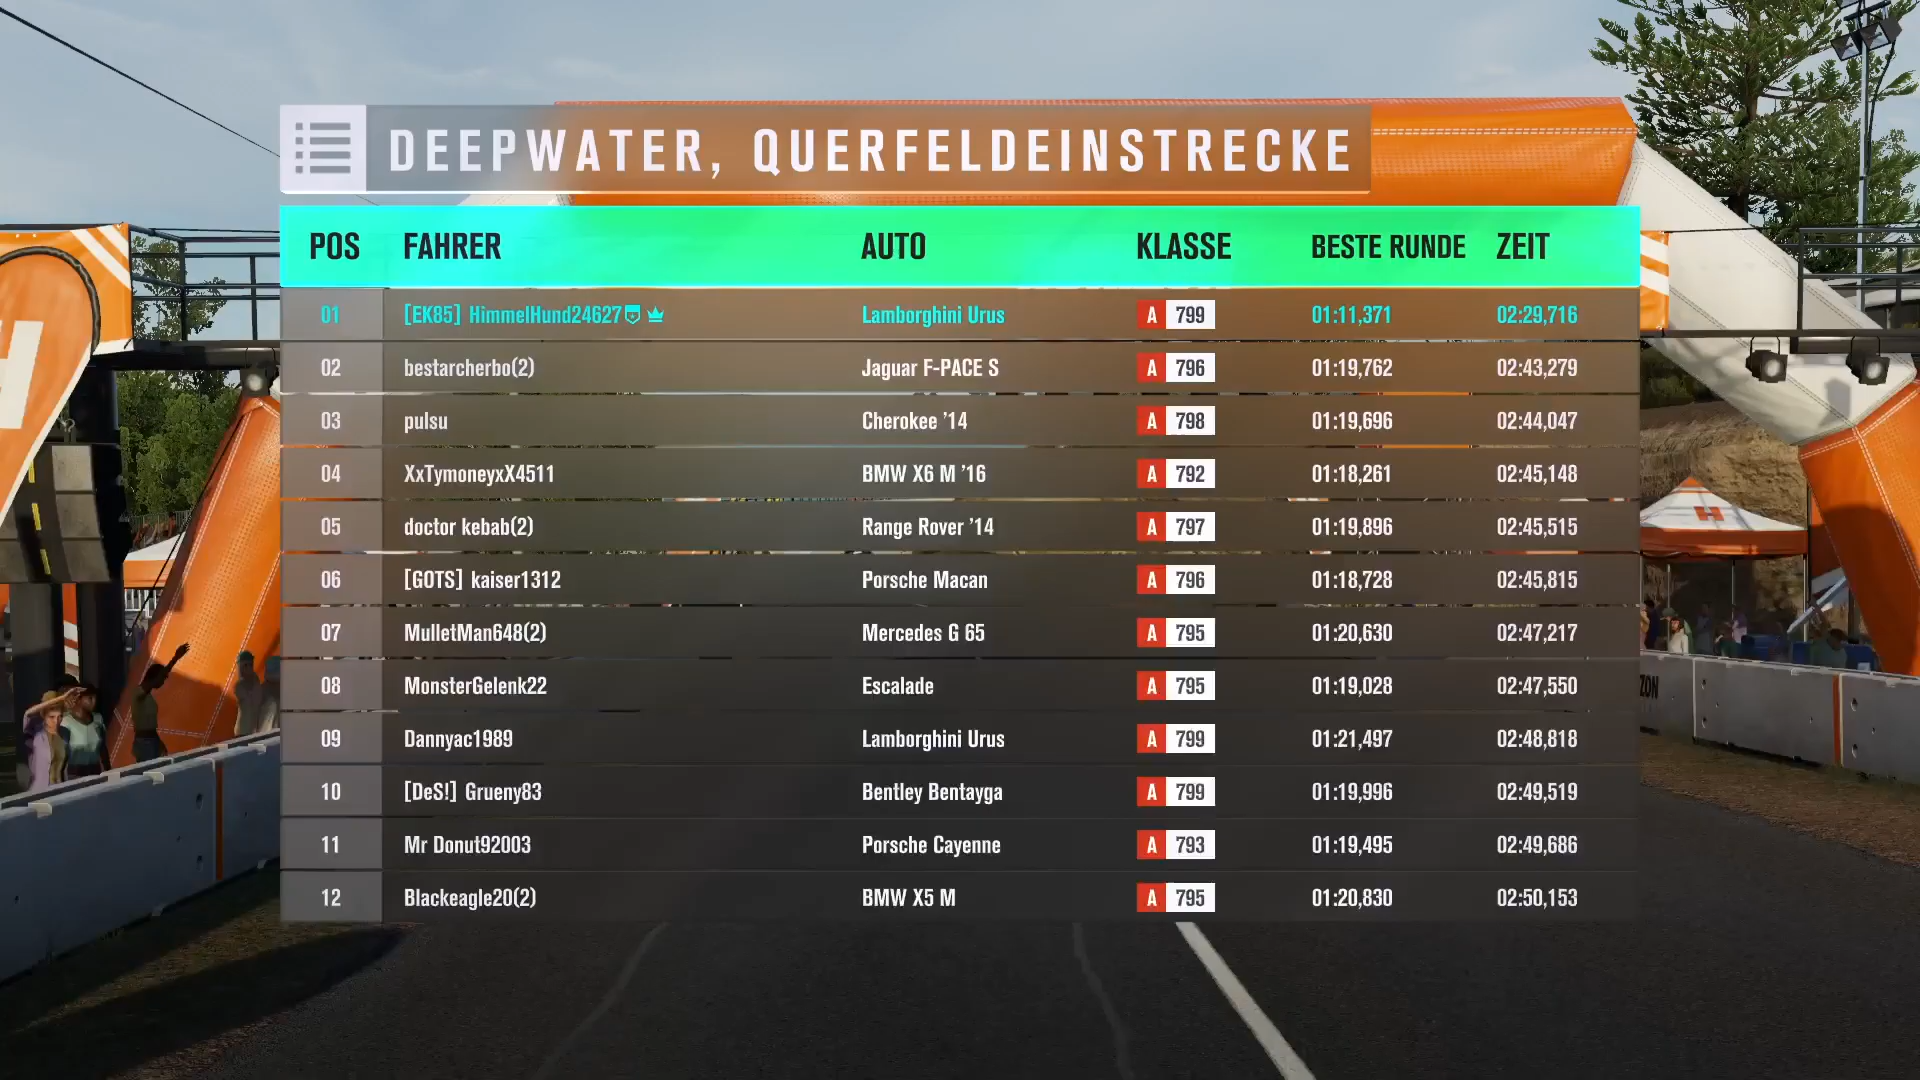 DEEPWATER, QUERFELDEINSTRECKE
POS FAHRER AUTO KLASSE BESTE RUNDE ZEIT
01 [EK85] HimmelHund24627 Lamborghini Urus A 799 01:11,371 02:29,716
02 bestarcherbo(2) Jaguar F-PACE S A 796 01:19,762 02:43,279
03 pulsu Cherokee ’14 A 798 01:19,696 02:44,047
04 XxTymoneyxX4511 BMW X6 M ’16 A 792 01:18,261 02:45,148
05 doctor kebab(2) Range Rover ’14 A 797 01:19,896 02:45,515
06 [GOTS] kaiser1312 Porsche Macan A 796 01:18,728 02:45,815
07 MulletMan648(2) Mercedes G 65 A 795 01:20,630 02:47,217
08 MonsterGelenk22 Escalade A 795 01:19,028 02:47,550
09 Dannyac1989 Lamborghini Urus A 799 01:21,497 02:48,818
10 [DeS!] Grueny83 Bentley Bentayga A 799 01:19,996 02:49,519
11 Mr Donut92003 Porsche Cayenne A 793 01:19,495 02:49,686
12 Blackeagle20(2) BMW X5 M A 795 01:20,830 02:50,153
H
H
ZON